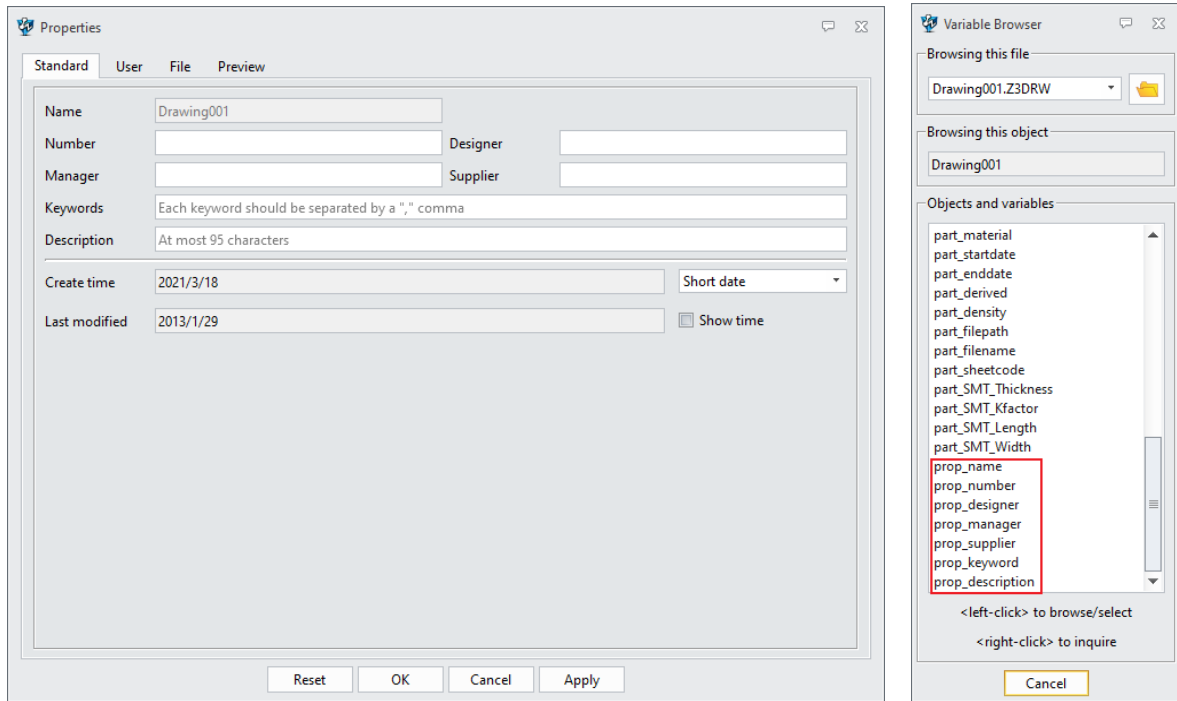 Properties
Standard User File Preview
Name Drawing001
Number Designer
Manager Supplier
Keywords Each keyword should be separated by a "," comma
Description At most 95 characters
Create time 2021/3/18 Short date
Last modified 2013/1/29 Show time
Reset OK Cancel Apply
Variable Browser
Browsing this file
Drawing001.Z3DRW
Browsing this object
Drawing001
Objects and variables
part_material
part_startdate
part_enddate
part_derived
part_density
part_filepath
part_filename
part_sheetcode
part_SMT_Thickness
part_SMT_Kfactor
part_SMT_Length
part_SMT_Width
prop_name
prop_number
prop_designer
prop_manager
prop_supplier
prop_keyword
prop_description
<left-click> to browse/select
<right-click> to inquire
Cancel